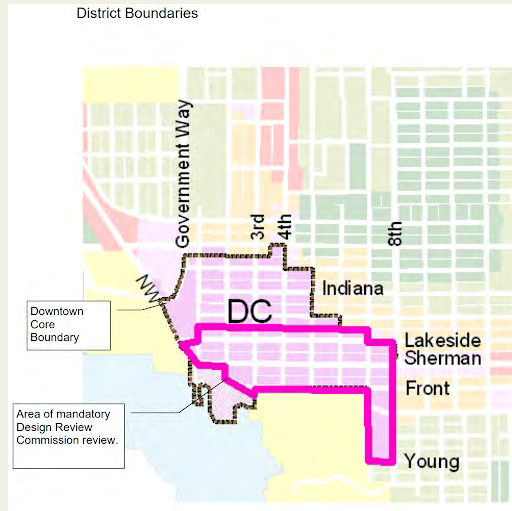 District Boundaries
Government Way
3rd
4th
8th
NW
Indiana
DC
Downtown
Core
Boundary
Lakeside
Sherman
Front
Area of mandatory
Design Review
Commission review.
Young